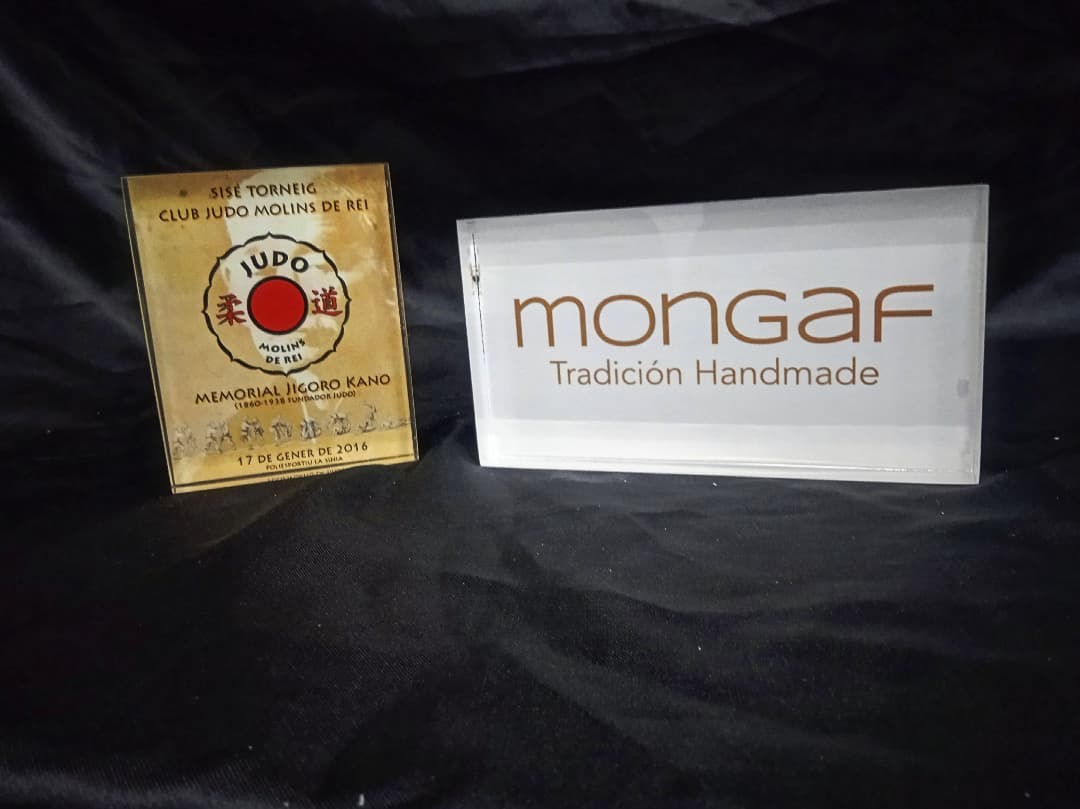 SISÈ TORNEIG
CLUB JUDO MOLINS DE REI
JUDO
柔 道
MOLINS
DE REI
MEMORIAL JIGORO KANO
(1860-1938 FUNDADOR JUDO)
17 DE GENER DE 2016
POLIESPORTIU LA SÍNIA
mongaf
Tradición Handmade